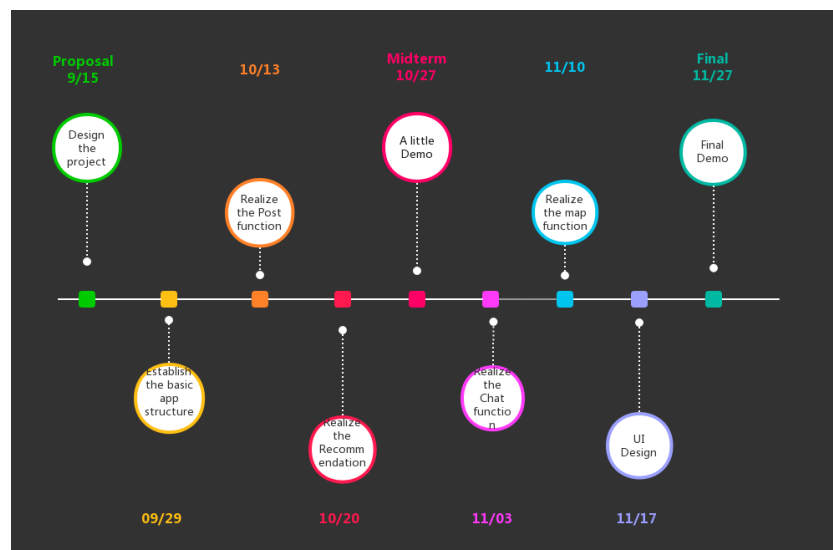 Proposal
9/15
10/13
Midterm
10/27
11/10
Final
11/27
Design
the
project
A little
Demo
Final
Demo
Realize
the Post
function
Realize
the map
function
Establish
the basic
app
structure
Realize
the
Recomm
endation
Realize
the
Chat
functio
n
UI
Design
09/29
10/20
11/03
11/17